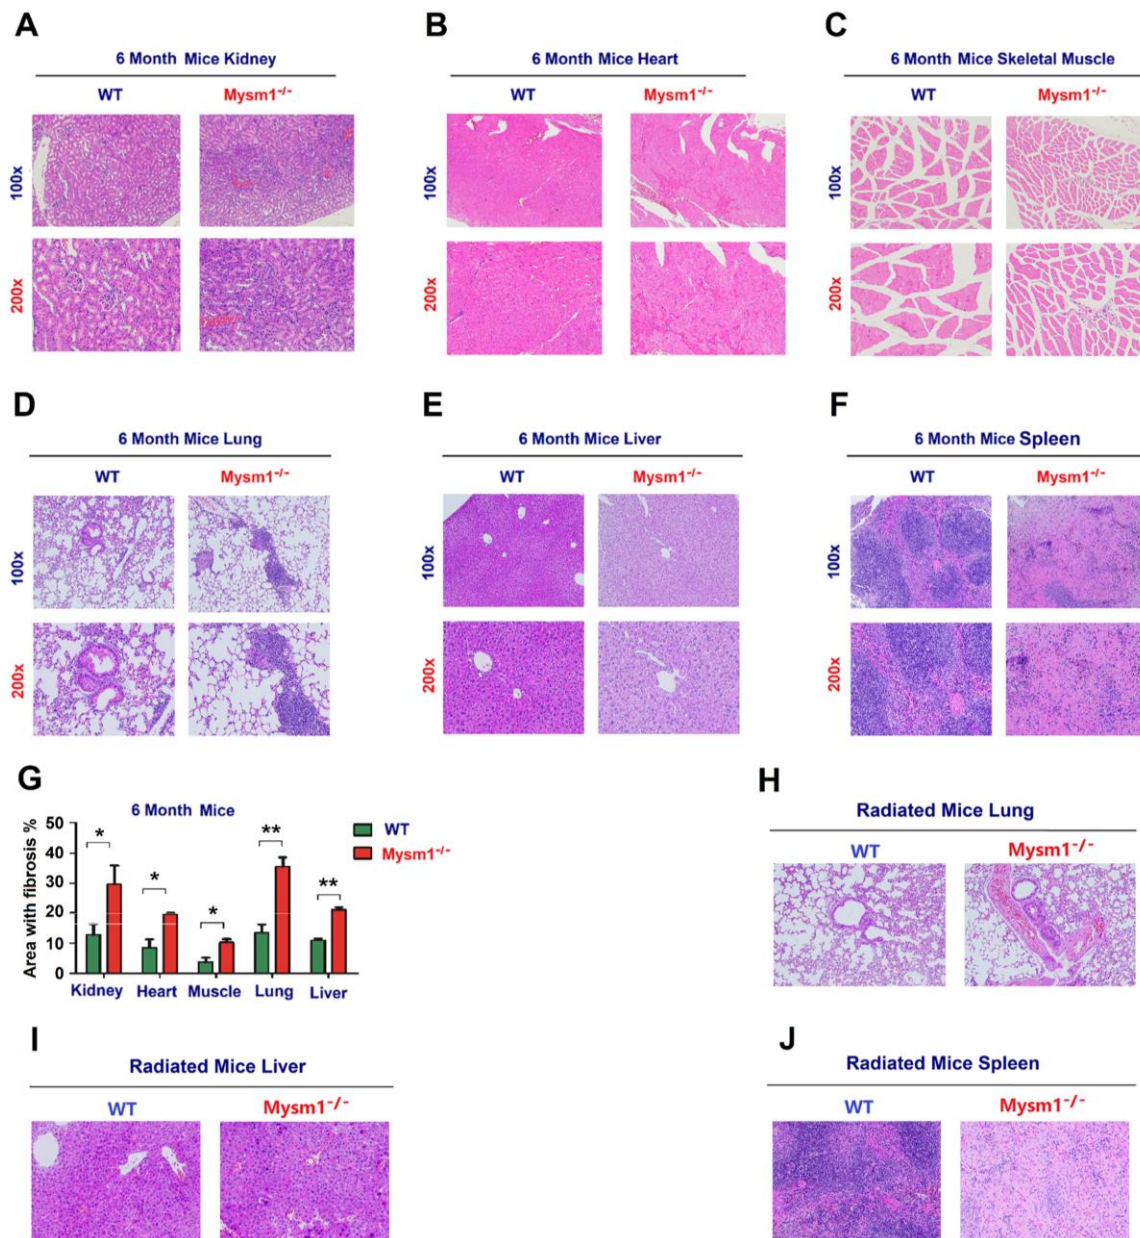 A
6 Month Mice Kidney
WT Mysm1-/-
100x
200x
B
6 Month Mice Heart
WT Mysm1-/-
100x
200x
C
6 Month Mice Skeletal Muscle
WT Mysm1-/-
100x
200x
D
6 Month Mice Lung
WT Mysm1-/-
100x
200x
E
6 Month Mice Liver
WT Mysm1-/-
100x
200x
F
6 Month Mice Spleen
WT Mysm1-/-
100x
200x
G
6 Month Mice
Area with fibrosis %
50
40
30
20
10
0
* * * ** **
Kidney Heart Muscle Lung Liver
WT
Mysm1-/-
H
Radiated Mice Lung
WT Mysm1-/-
I
Radiated Mice Liver
WT Mysm1-/-
J
Radiated Mice Spleen
WT Mysm1-/-